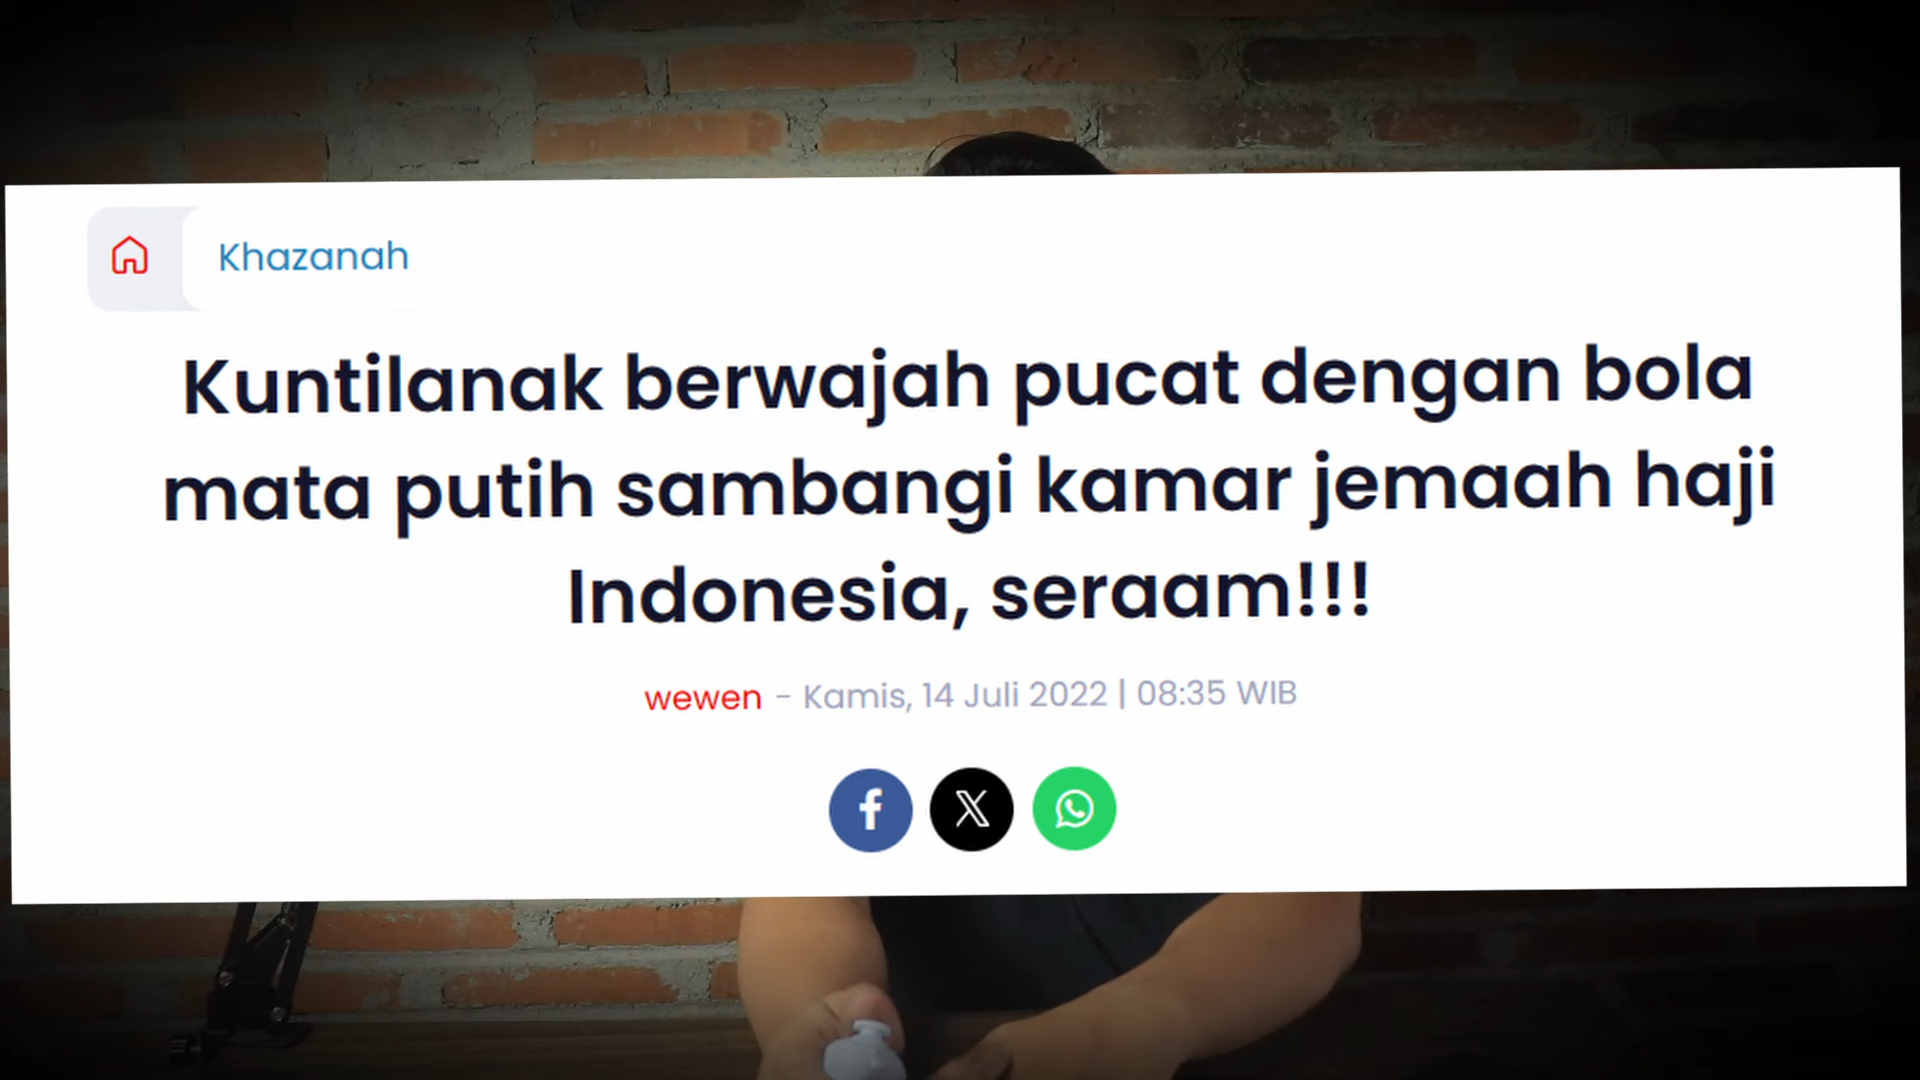 Khazanah
Kuntilanak berwajah pucat dengan bola
mata putih sambangi kamar jemaah haji
Indonesia, seraam!!!
wewen - Kamis, 14 Juli 2022 | 08:35 WIB